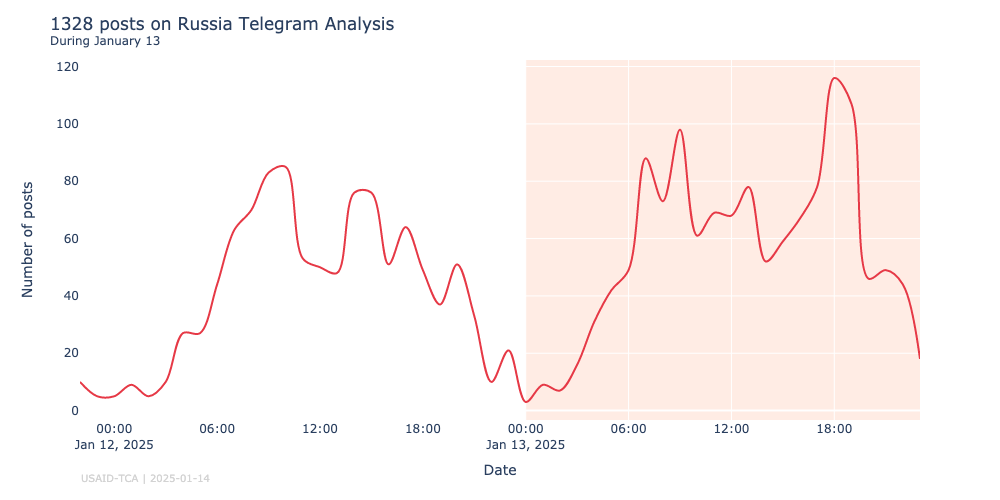 1328 posts on Russia Telegram Analysis
During January 13
120
100
80
60
40
20
0
Number of posts
00:00
Jan 12, 2025
06:00
12:00
18:00
00:00
Jan 13, 2025
06:00
12:00
18:00
Date
USAID-TCA | 2025-01-14